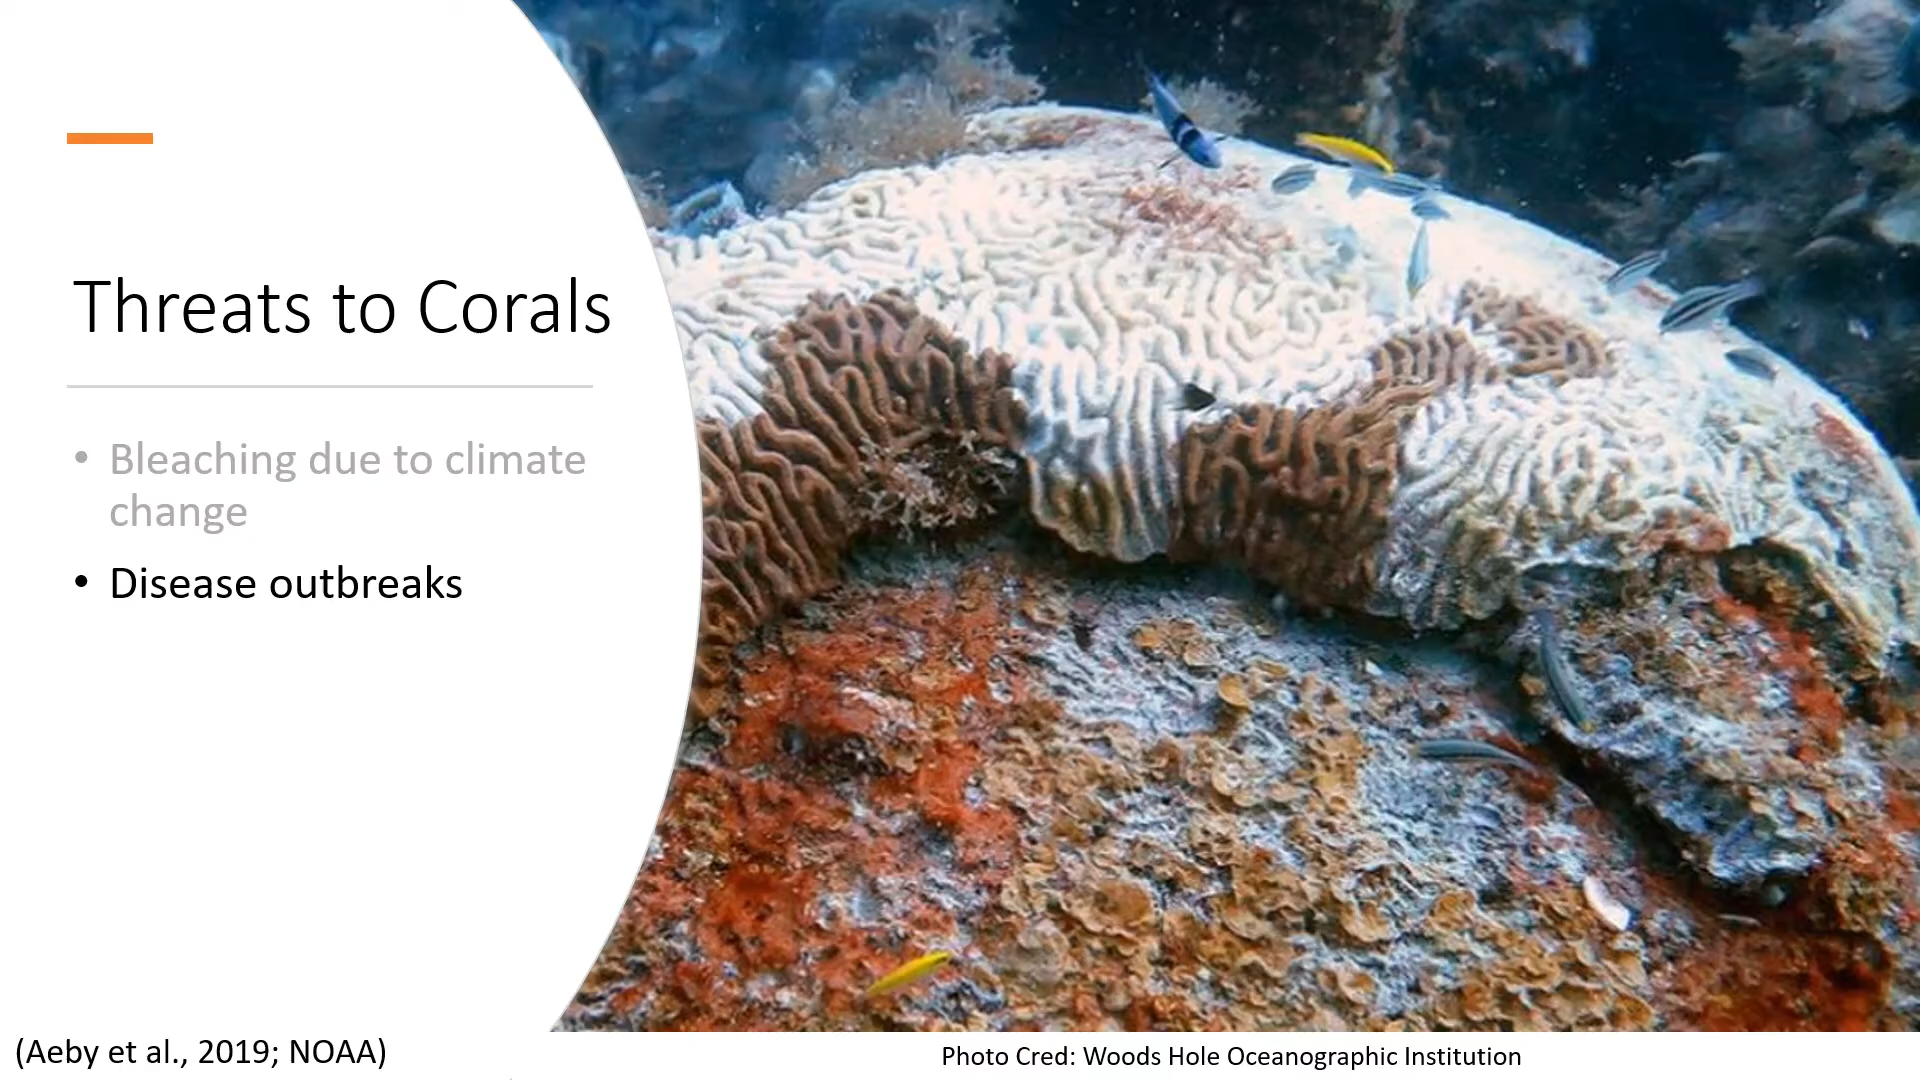 Threats to Corals
• Bleaching due to climate
change
• Disease outbreaks
(Aeby et al., 2019; NOAA)
Photo Cred: Woods Hole Oceanographic Institution